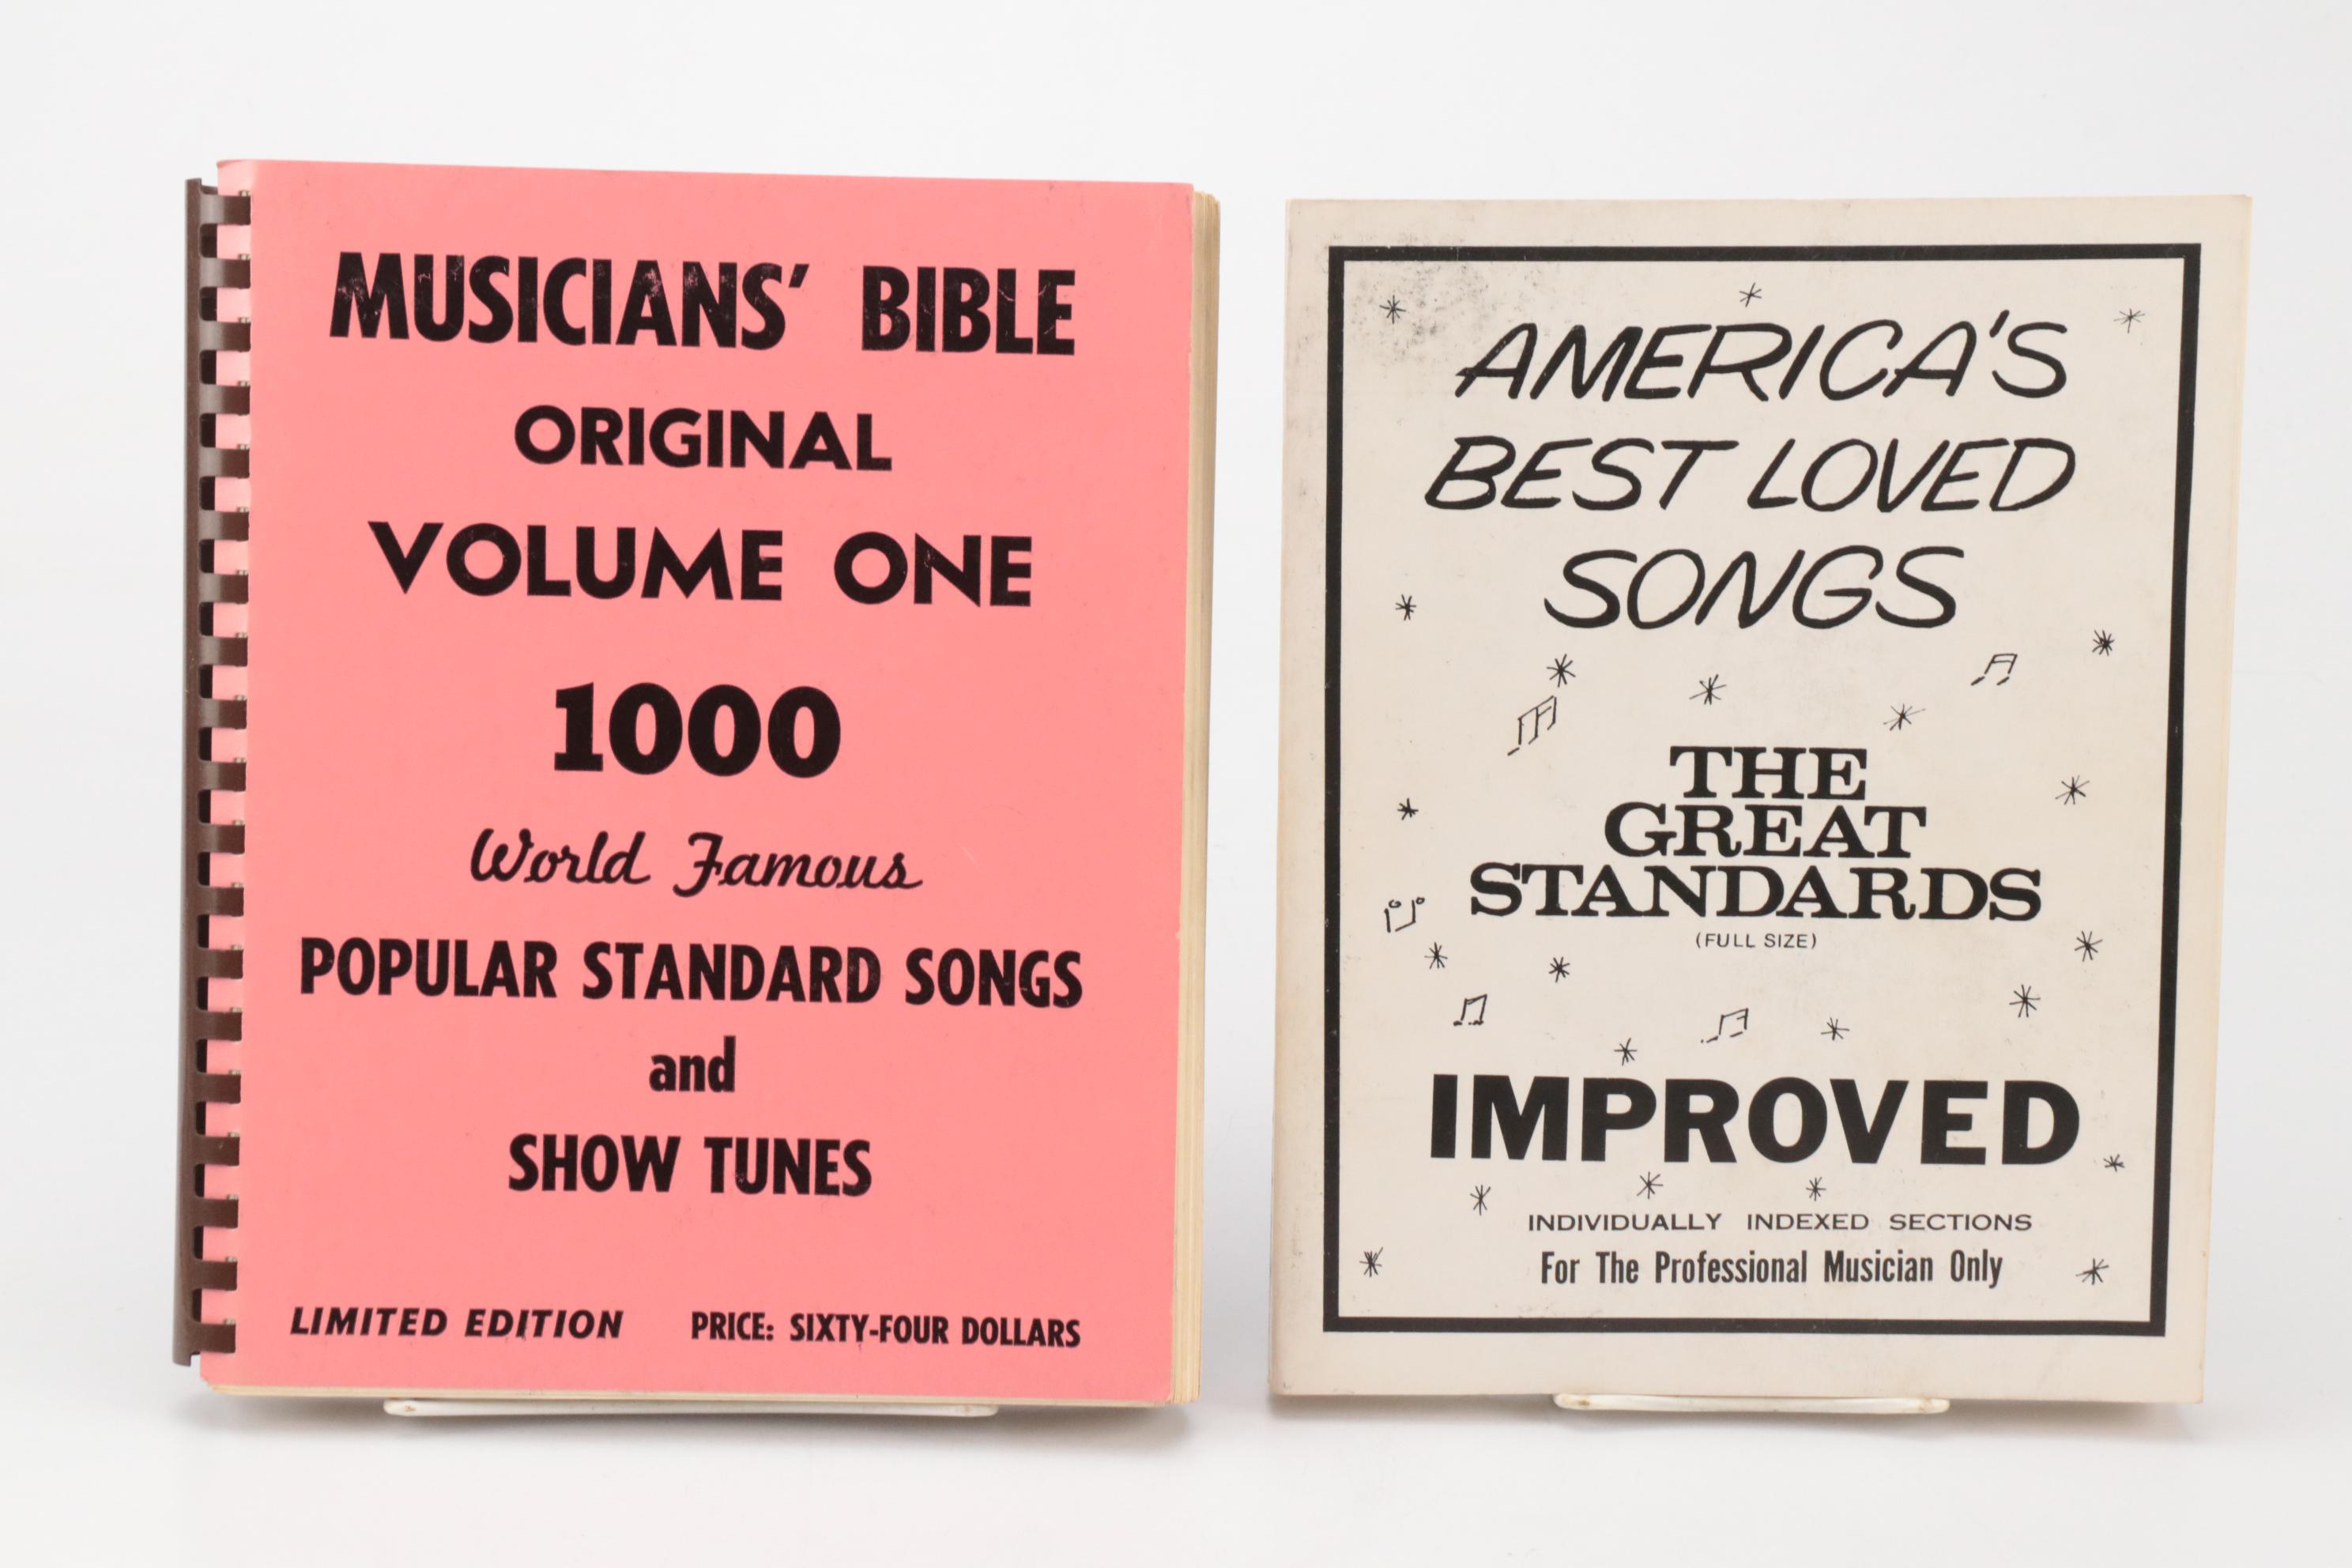 MUSICIANS' BIBLE
ORIGINAL
VOLUME ONE
1000
World Famous
POPULAR STANDARD SONGS
and
SHOW TUNES
LIMITED EDITION PRICE: SIXTY-FOUR DOLLARS
AMERICA'S
BEST LOVED
SONGS
THE
GREAT
STANDARDS
(FULL SIZE)
IMPROVED
INDIVIDUALLY INDEXED SECTIONS
For The Professional Musician Only